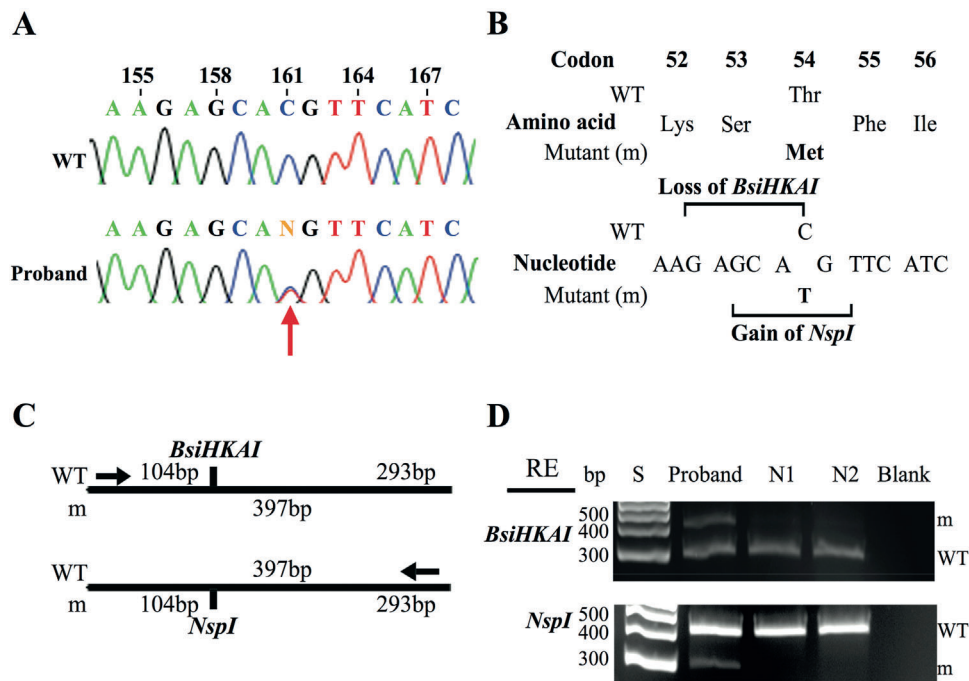 A
155 158 161 164 167
A A G A G C A C G T T C A T C
WT
A A G A G C A N G T T C A T C
Proband
B
Codon 52 53 54 55 56
WT Thr
Amino acid Lys Ser Phe Ile
Mutant (m) Met
Loss of BsiHKAI
WT C
Nucleotide AAG AGC A G TTC ATC
Mutant (m) T
Gain of NspI
C
BsiHKAI
WT 104bp 293bp
m 397bp
WT 397bp
m 104bp 293bp
NspI
D
RE bp S Proband N1 N2 Blank
500 m
400
BsiHKAI
300 WT
NspI 500
400 WT
300 m